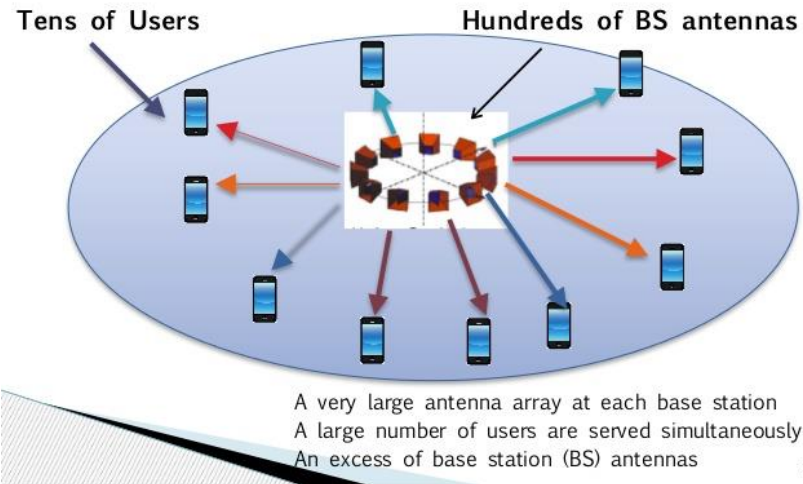 Tens of Users
Hundreds of BS antennas
A very large antenna array at each base station
A large number of users are served simultaneously
An excess of base station (BS) antennas